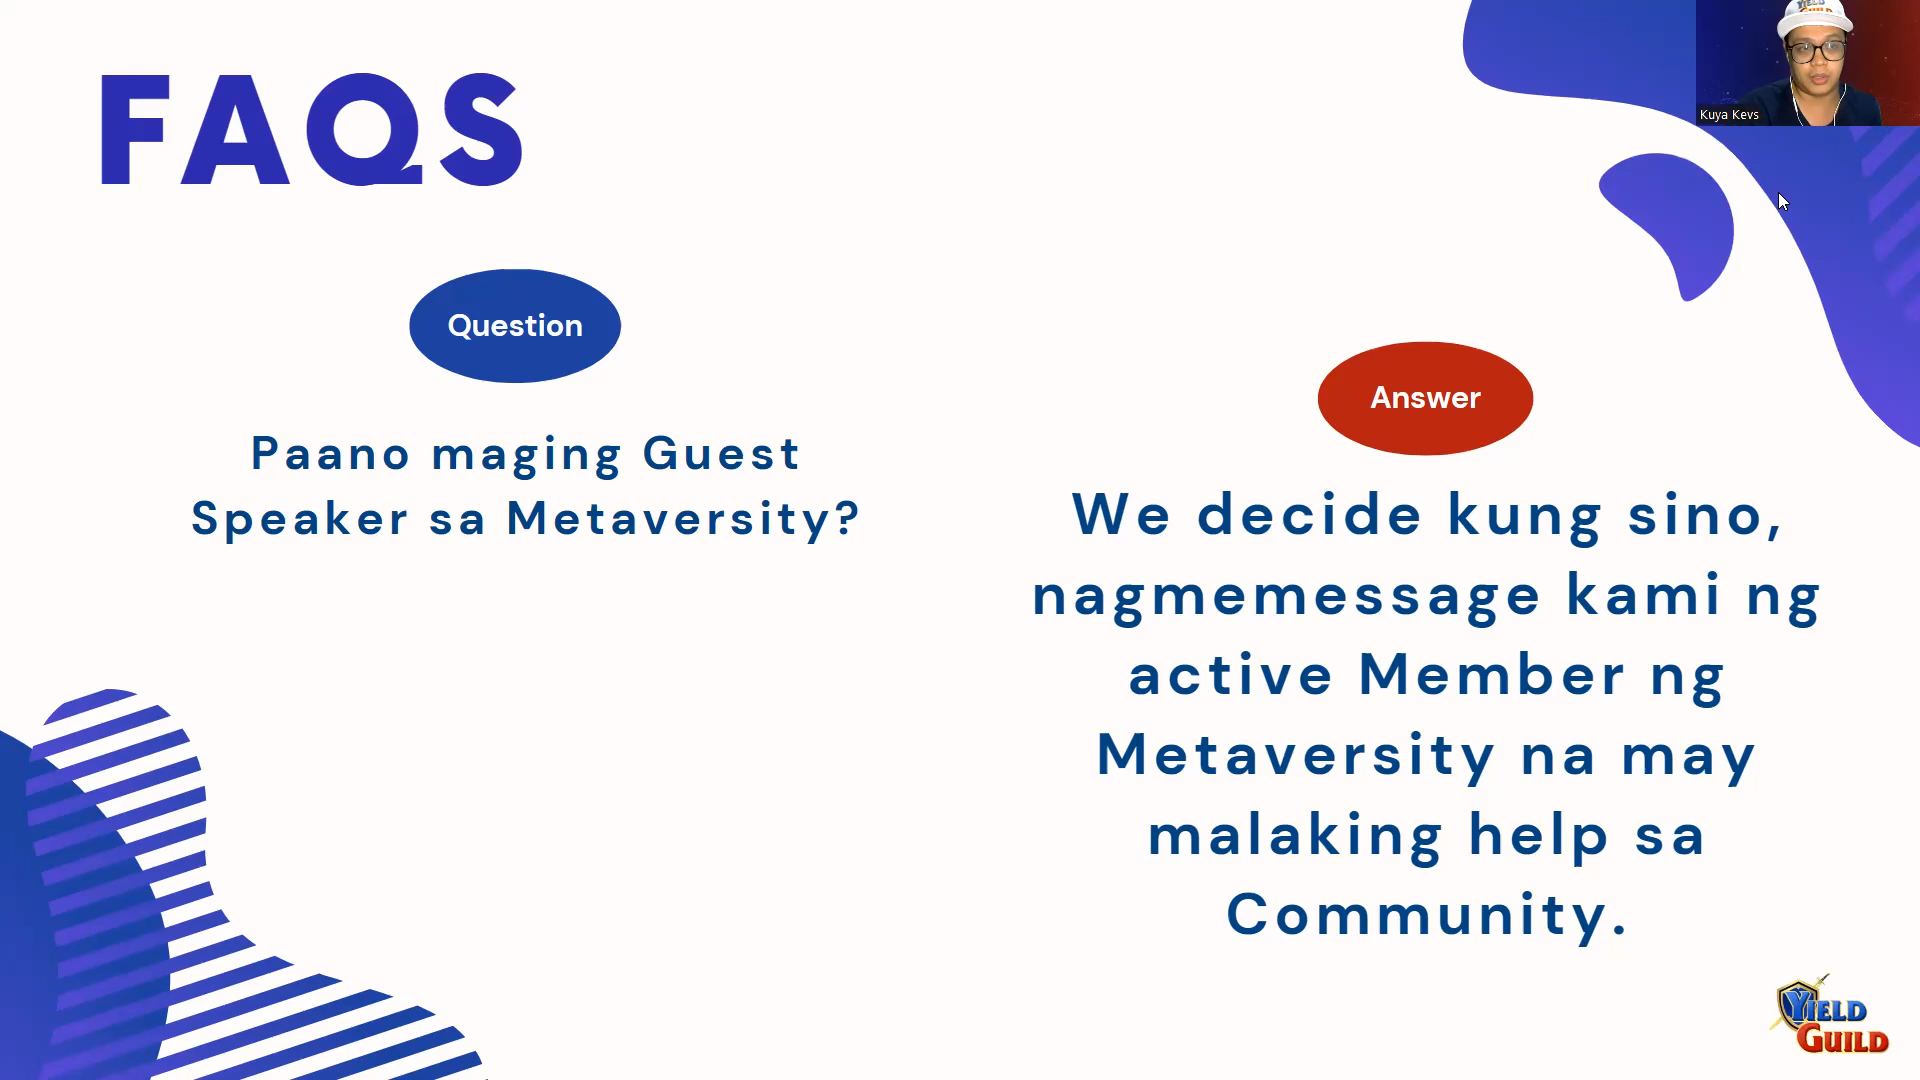 FAQS
Kuya Kevs
Question
Paano maging Guest
Speaker sa Metaversity?
Answer
We decide kung sino,
nagmemessage kami ng
active Member ng
Metaversity na may
malaking help sa
Community.
YIELD
GUILD